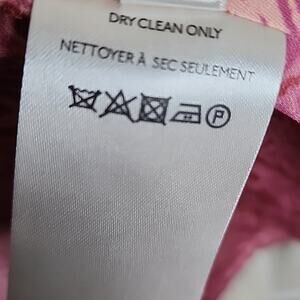 DRY CLEAN ONLY
NETTOYER À SEC SEULEMENT
P